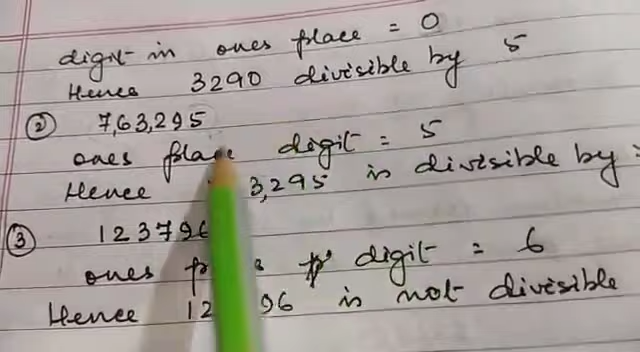 digit in ones place = 0
Hence 3290 divisible by 5
② 7,63,295
ones place digit = 5
Hence 3,295 is divisible by
③ 123796
ones digit = 6
Hence 12 96 is not divisible